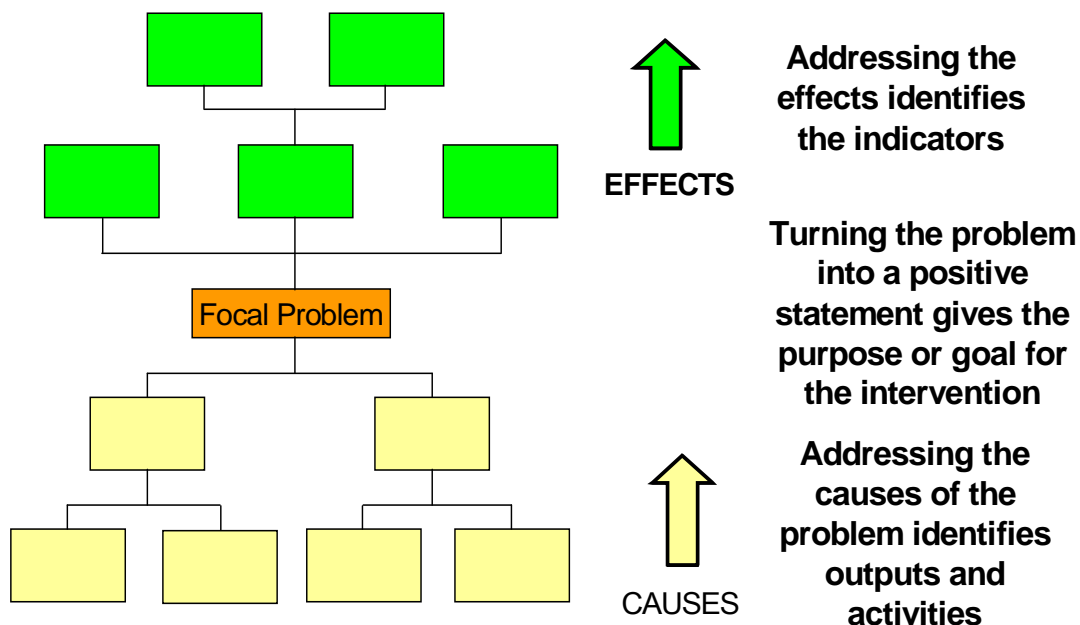 Addressing the
effects identifies
the indicators
EFFECTS
Turning the problem
into a positive
statement gives the
purpose or goal for
the intervention
Focal Problem
Addressing the
causes of the
problem identifies
outputs and
activities
CAUSES